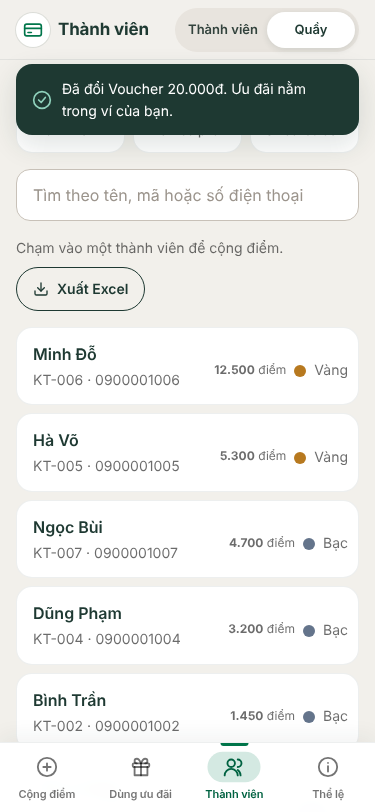 Thành viên
Thành viên
Quầy
Đã đổi Voucher 20.000đ. Ưu đãi nằm
trong ví của bạn.
Tìm theo tên, mã hoặc số điện thoại
Chạm vào một thành viên để cộng điểm.
Xuất Excel
Minh Đỗ
KT-006 · 0900001006
12.500 điểm
Vàng
Hà Võ
KT-005 · 0900001005
5.300 điểm
Vàng
Ngọc Bùi
KT-007 · 0900001007
4.700 điểm
Bạc
Dũng Phạm
KT-004 · 0900001004
3.200 điểm
Bạc
Bình Trần
KT-002 · 0900001002
1.450 điểm
Bạc
Cộng điểm
Dùng ưu đãi
Thành viên
Thể lệ